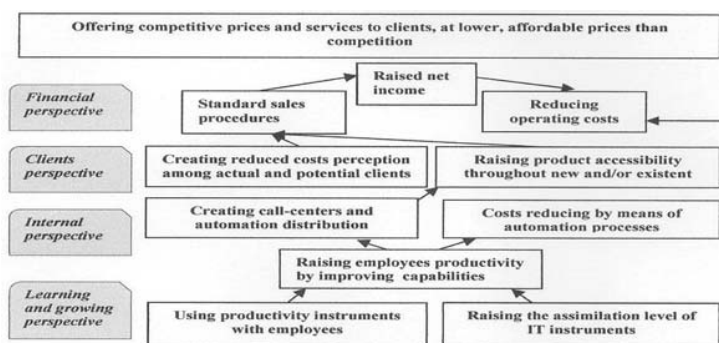 Offering competitive prices and services to clients, at lower, affordable prices than
competition
Raised net
income
Financial
perspective
Standard sales
procedures
Reducing
operating costs
Clients
perspective
Creating reduced costs perception
among actual and potential clients
Raising product accessibility
throughout new and/or existent
Internal
perspective
Creating call-centers and
automation distribution
Costs reducing by means of
automation processes
Raising employees productivity
by improving capabilities
Learning
and growing
perspective
Using productivity instruments
with employees
Raising the assimilation level of
IT instruments